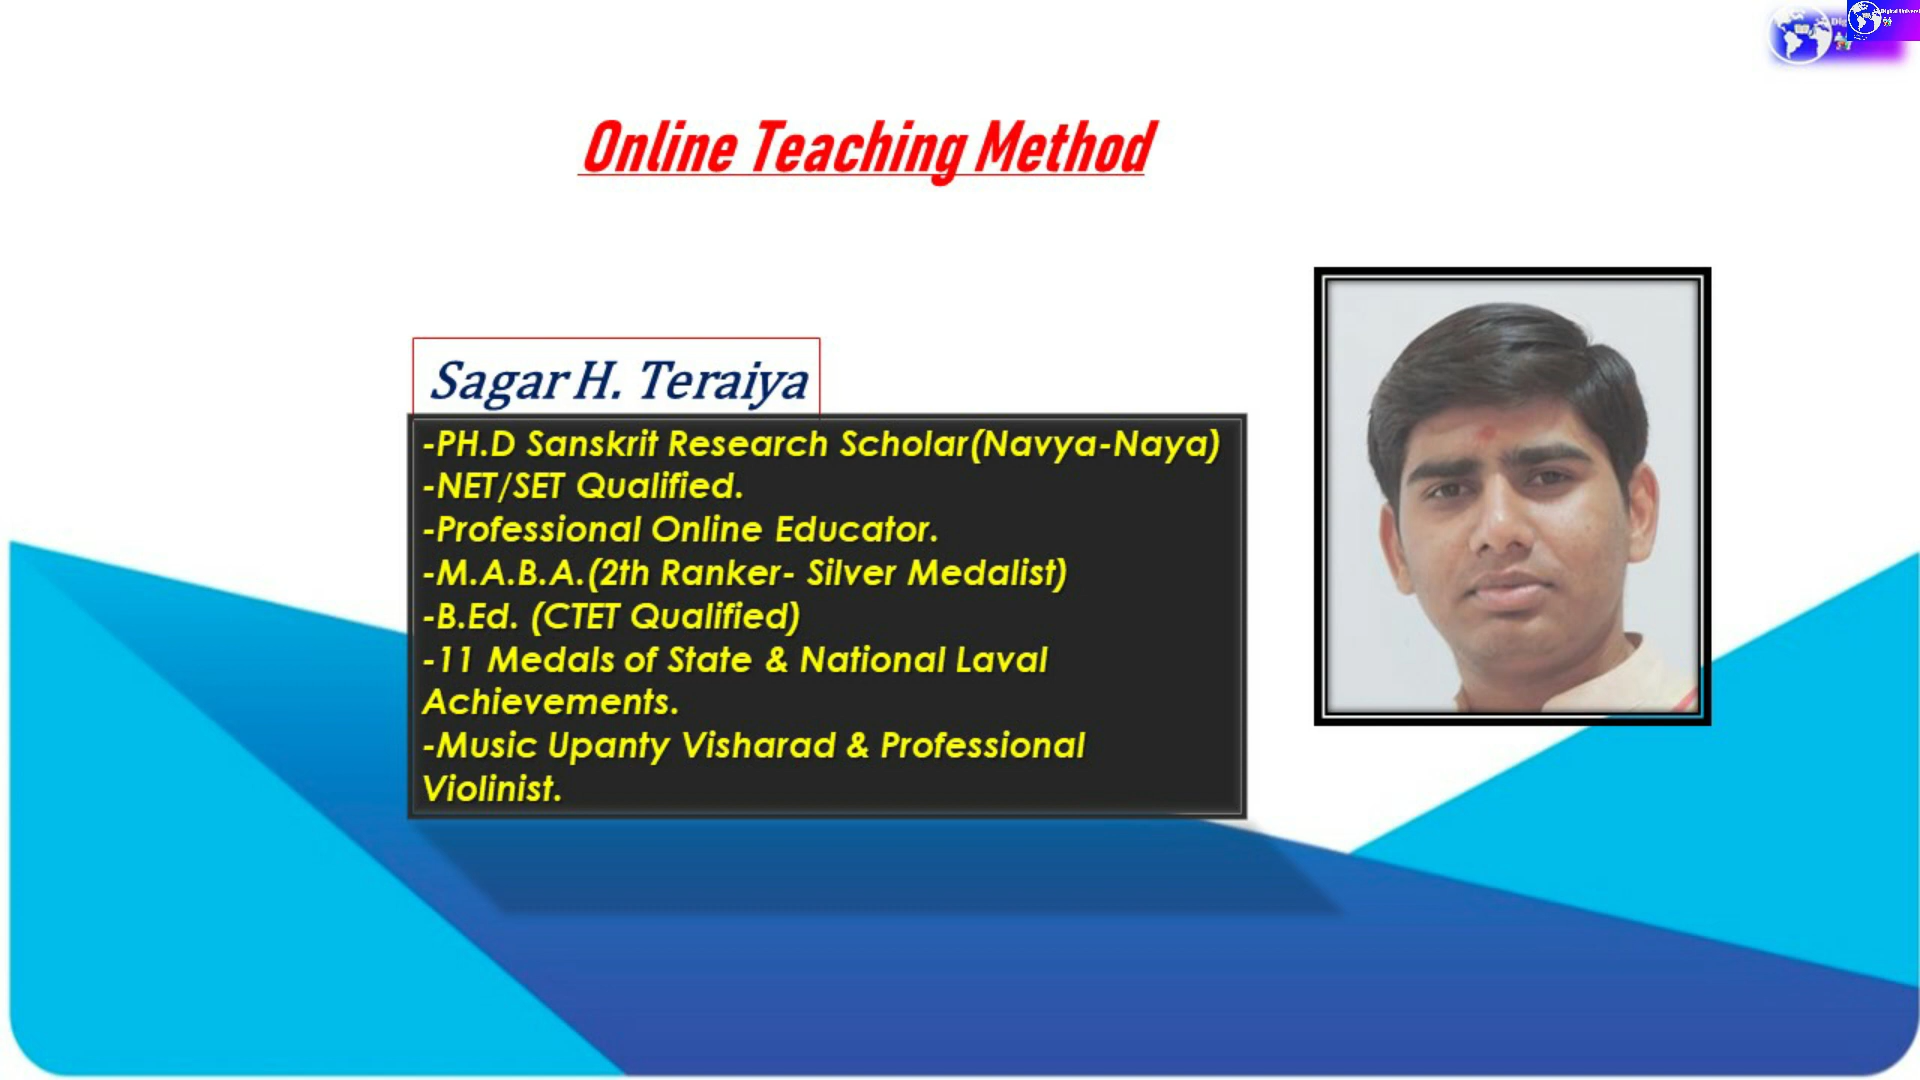 Online Teaching Method
Sagar H. Teraiya
-PH.D Sanskrit Research Scholar(Navya-Naya)
-NET/SET Qualified.
-Professional Online Educator.
-M.A.B.A.(2th Ranker- Silver Medalist)
-B.Ed. (CTET Qualified)
-11 Medals of State & National Laval
Achievements.
-Music Upanty Visharad & Professional
Violinist.